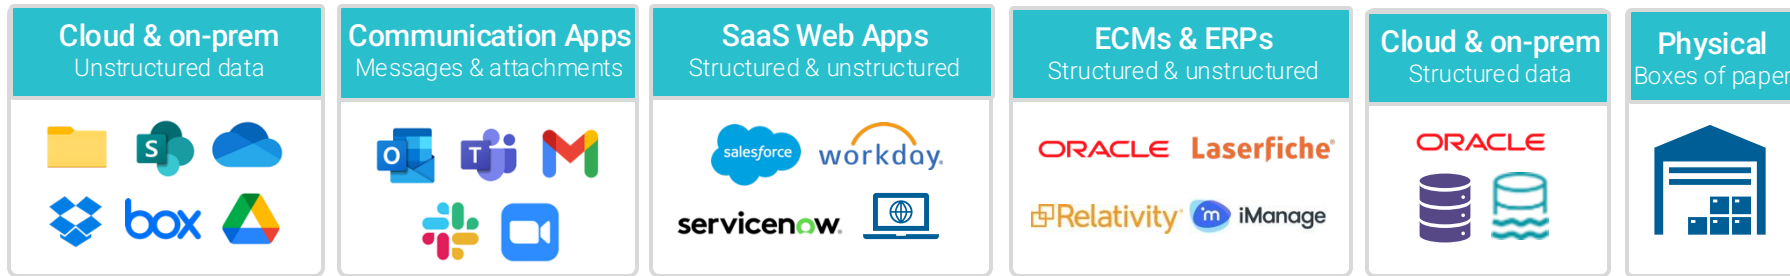 Cloud & on-prem
Unstructured data
S
box
Communication Apps
Messages & attachments
O
T
SaaS Web Apps
Structured & unstructured
salesforce
workday.
servicenow.
ECMs & ERPs
Structured & unstructured
ORACLE
Laserfiche®
Relativity
m iManage
Cloud & on-prem
Structured data
ORACLE
Physical
Boxes of paper